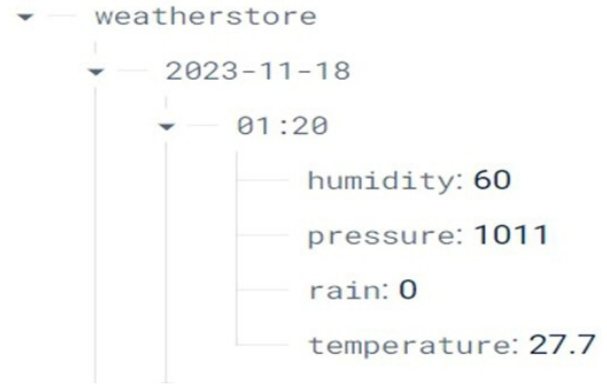 weatherstore
2023-11-18
01:20
humidity: 60
pressure: 1011
rain: 0
temperature: 27.7